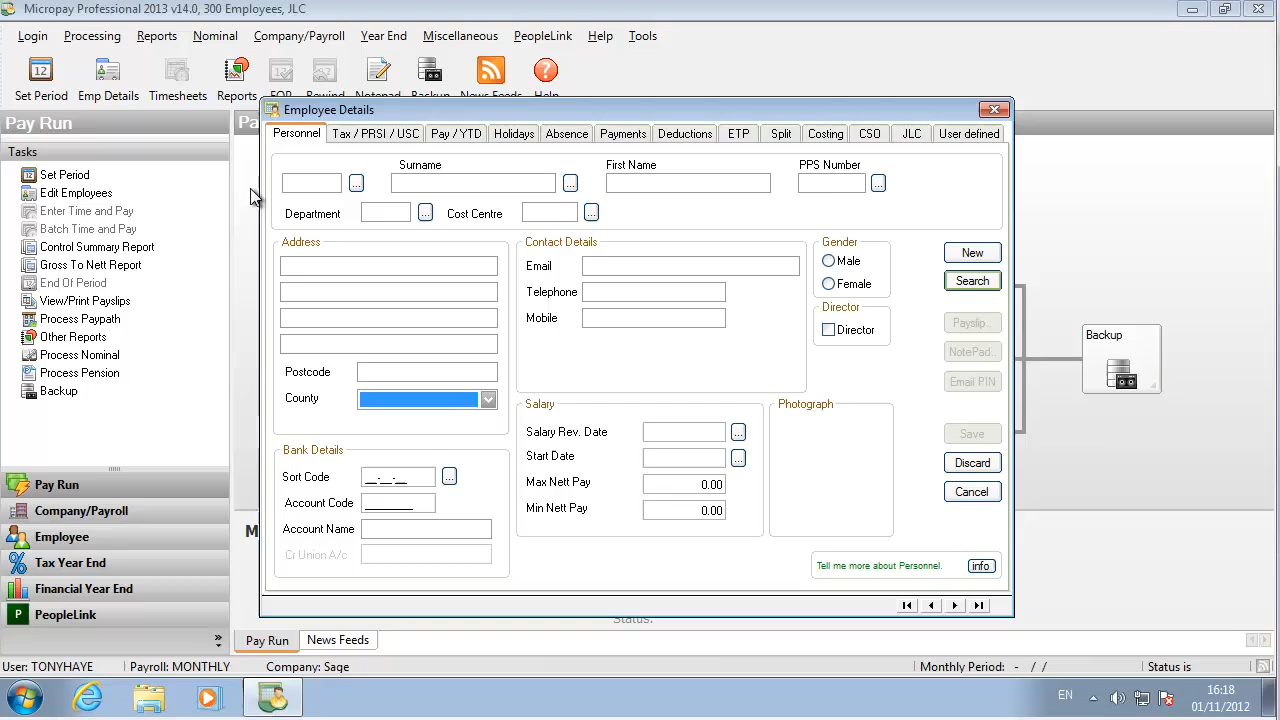 Micropay Professional 2013 v14.0, 300 Employees, JLC
Login Processing Reports Nominal Company/Payroll Year End Miscellaneous PeopleLink Help Tools
Set Period Emp Details Timesheets Reports EOP Rewind Notepad Backup News Feeds Help
Pay Run
Pa
Employee Details
Personnel Tax / PRSI / USC Pay / YTD Holidays Absence Payments Deductions ETP Split Costing CSO JLC User defined
Tasks
Set Period
Edit Employees
Enter Time and Pay
Batch Time and Pay
Control Summary Report
Gross To Nett Report
End Of Period
View/Print Payslips
Process Paypath
Other Reports
Process Nominal
Process Pension
Backup
Surname First Name PPS Number
Department Cost Centre
Address
Postcode
County
Bank Details
Sort Code __-__-__
Account Code ________
Account Name
Cr Union A/c
Contact Details
Email
Telephone
Mobile
Salary
Salary Rev. Date
Start Date
Max Nett Pay 0.00
Min Nett Pay 0.00
Gender
Male
Female
Director
Director
Photograph
New
Search
Payslip..
NotePad..
Email PIN
Save
Discard
Cancel
Tell me more about Personnel. info
Backup
M
Status:
Pay Run
Company/Payroll
Employee
Tax Year End
Financial Year End
P PeopleLink
»
Pay Run News Feeds
User: TONYHAYE Payroll: MONTHLY Company: Sage Monthly Period: - / / Status is
EN 16:18
01/11/2012